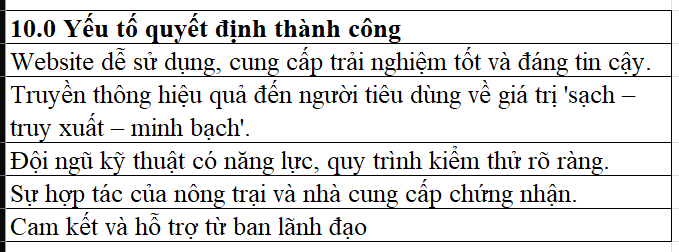 10.0 Yếu tố quyết định thành công
Website dễ sử dụng, cung cấp trải nghiệm tốt và đáng tin cậy.
Truyền thông hiệu quả đến người tiêu dùng về giá trị 'sạch –
truy xuất – minh bạch'.
Đội ngũ kỹ thuật có năng lực, quy trình kiểm thử rõ ràng.
Sự hợp tác của nông trại và nhà cung cấp chứng nhận.
Cam kết và hỗ trợ từ ban lãnh đạo